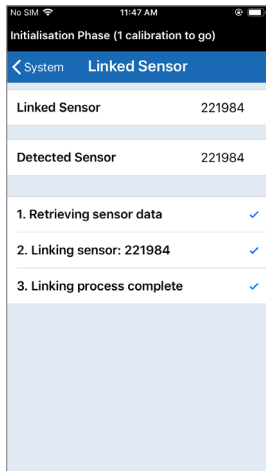 No SIM 11:47 AM
Initialisation Phase (1 calibration to go)
System Linked Sensor
Linked Sensor 221984
Detected Sensor 221984
1. Retrieving sensor data
2. Linking sensor: 221984
3. Linking process complete